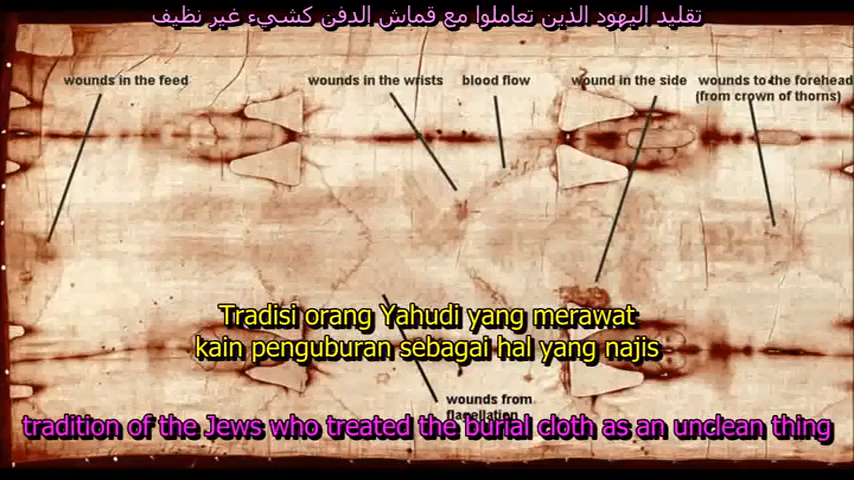 تقليد اليهود الذين تعاملوا مع قماش الدفن كشيء غير نظيف
wounds in the feed
wounds in the wrists
blood flow
wound in the side
wounds to the forehead
(from crown of thorns)
Tradisi orang Yahudi yang merawat
kain penguburan sebagai hal yang najis
wounds from
flagellation
tradition of the Jews who treated the burial cloth as an unclean thing